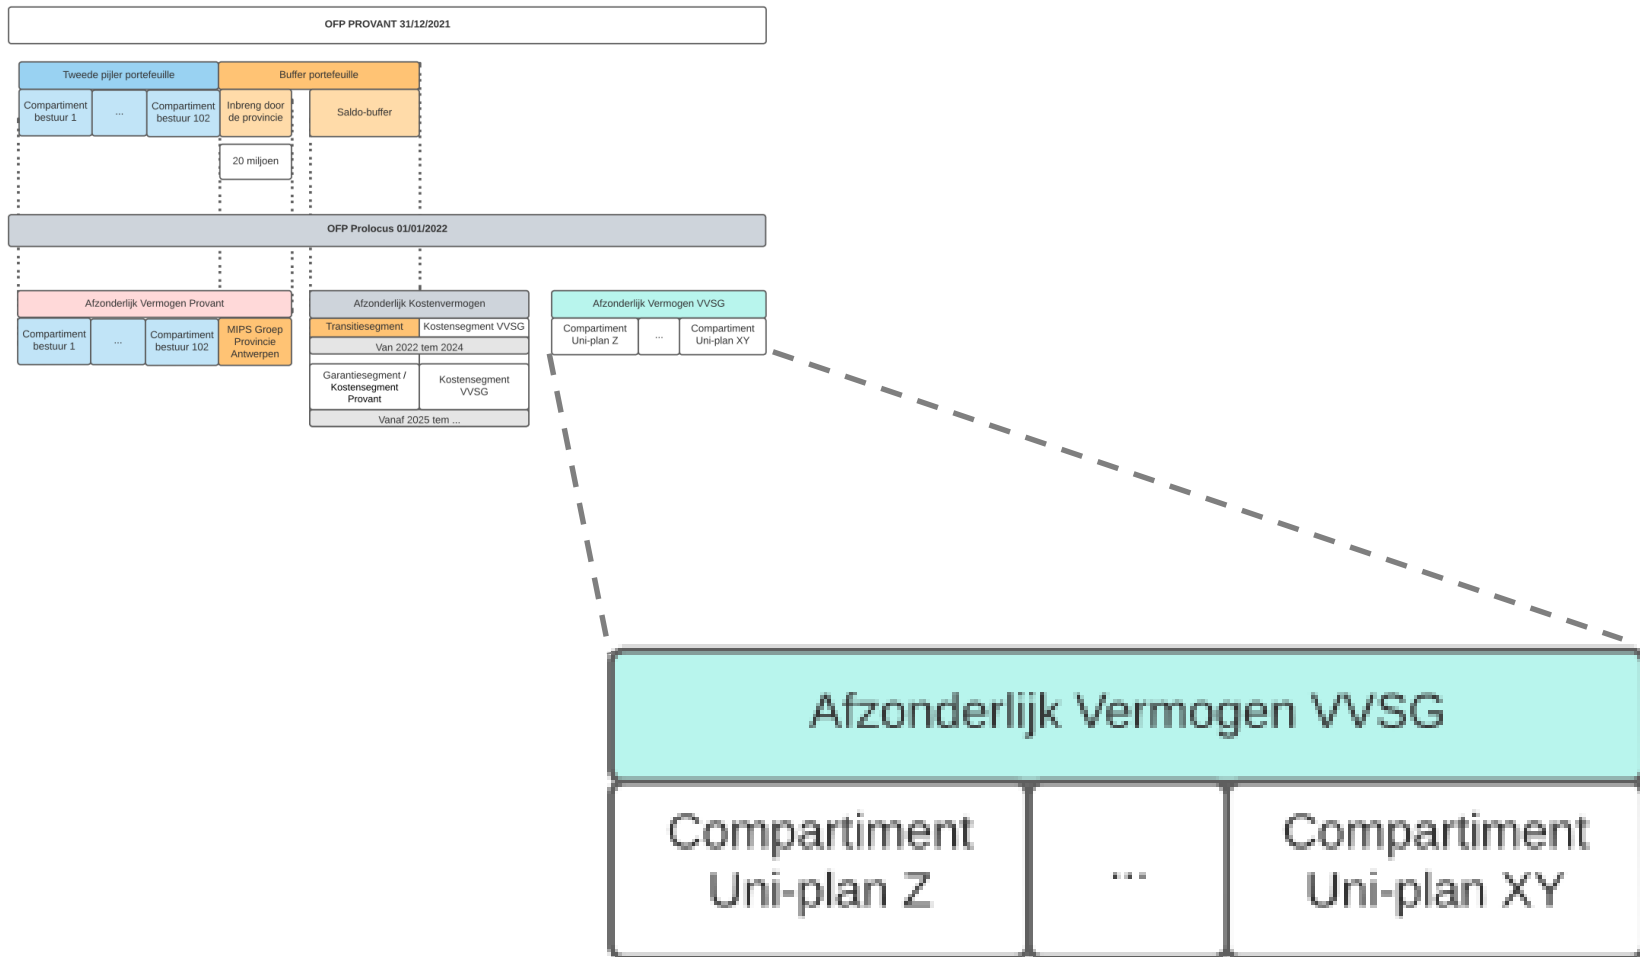 OFP PROVANT 31/12/2021
Tweede pijler portefeuille
Buffer portefeuille
Compartiment
bestuur 1
...
Compartiment
bestuur 102
Inbreng door
de provincie
Saldo-buffer
20 miljoen
OFP Prolocus 01/01/2022
Afzonderlijk Vermogen Provant
Afzonderlijk Kostenvermogen
Afzonderlijk Vermogen VVSG
Compartiment
bestuur 1
...
Compartiment
bestuur 102
MIPS Groep
Provincie
Antwerpen
Transitiesegment
Kostensegment VVSG
Van 2022 tem 2024
Garantiesegment /
Kostensegment
Provant
Kostensegment
VVSG
Vanaf 2025 tem ...
Compartiment
Uni-plan Z
...
Compartiment
Uni-plan XY
Afzonderlijk Vermogen VVSG
Compartiment
Uni-plan Z
...
Compartiment
Uni-plan XY